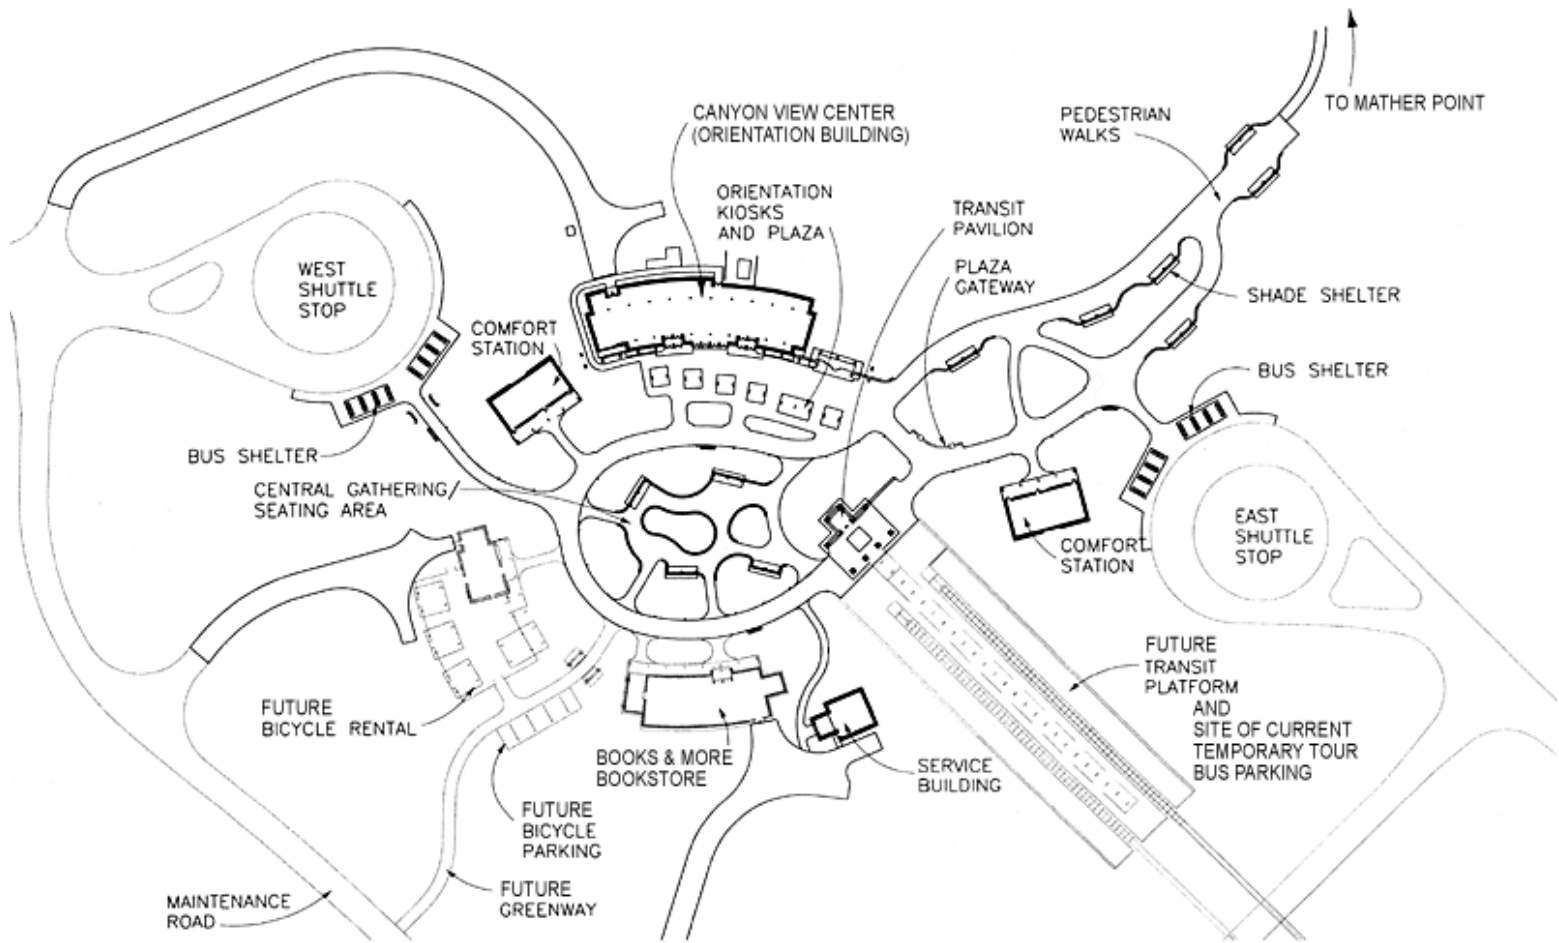 TO MATHER POINT
CANYON VIEW CENTER
(ORIENTATION BUILDING)
PEDESTRIAN
WALKS
ORIENTATION
KIOSKS
AND PLAZA
TRANSIT
PAVILION
PLAZA
GATEWAY
WEST
SHUTTLE
STOP
SHADE SHELTER
COMFORT
STATION
BUS SHELTER
BUS SHELTER
CENTRAL GATHERING/
SEATING AREA
EAST
SHUTTLE
STOP
COMFORT
STATION
FUTURE
TRANSIT
PLATFORM
AND
SITE OF CURRENT
TEMPORARY TOUR
BUS PARKING
FUTURE
BICYCLE RENTAL
BOOKS & MORE
BOOKSTORE
SERVICE
BUILDING
FUTURE
BICYCLE
PARKING
FUTURE
GREENWAY
MAINTENANCE
ROAD